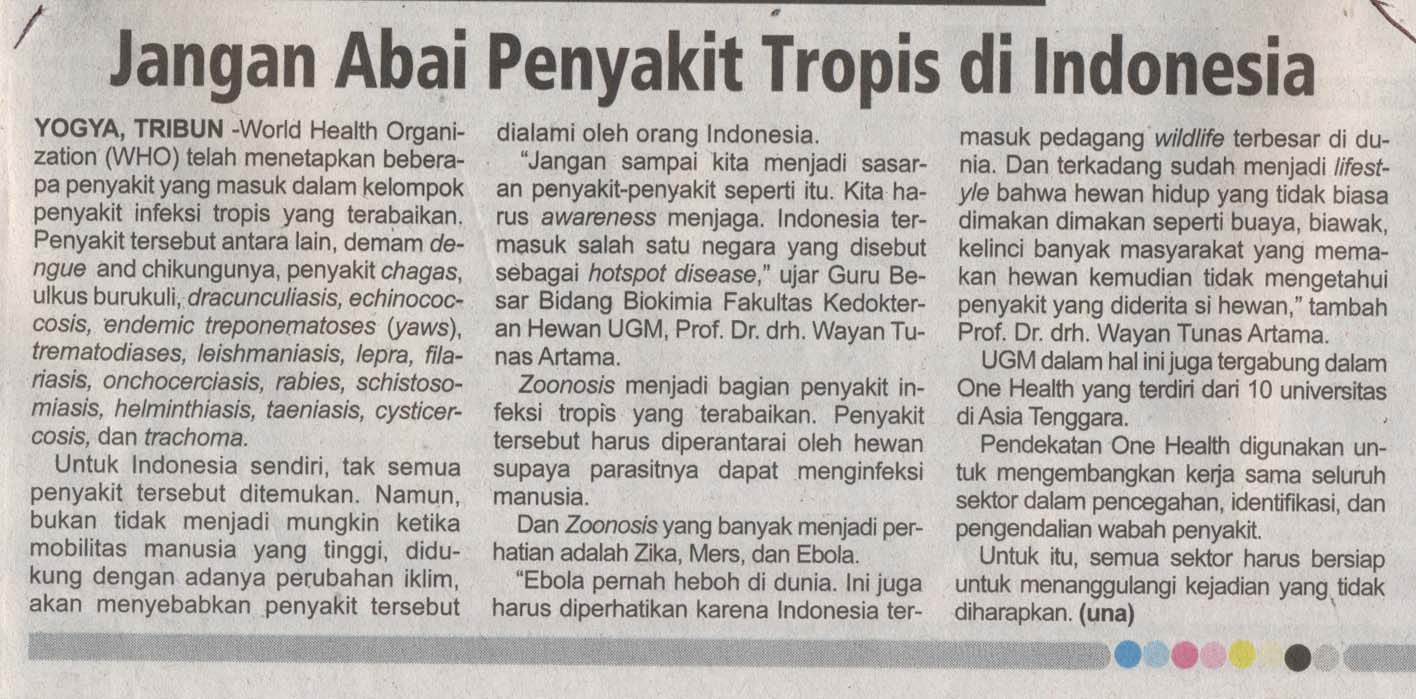 Jangan Abai Penyakit Tropis di Indonesia
YOGYA, TRIBUN -World Health Organi-
zation (WHO) telah menetapkan bebera-
pa penyakit yang masuk dalam kelompok
penyakit infeksi tropis yang terabaikan.
Penyakit tersebut antara lain, demam de-
ngue and chikungunya, penyakit chagas,
ulkus burukuli, dracunculiasis, echinococ-
cosis, endemic treponematoses (yaws),
trematodiases, leishmaniasis, lepra, fila-
riasis, onchocerciasis, rabies, schistoso-
miasis, helminthiasis, taeniasis, cysticer-
cosis, dan trachoma.
Untuk Indonesia sendiri, tak semua
penyakit tersebut ditemukan. Namun,
bukan tidak menjadi mungkin ketika
mobilitas manusia yang tinggi, didu-
kung dengan adanya perubahan iklim,
akan menyebabkan penyakit tersebut
dialami oleh orang Indonesia.
“Jangan sampai kita menjadi sasar-
an penyakit-penyakit seperti itu. Kita ha-
rus awareness menjaga. Indonesia ter-
masuk salah satu negara yang disebut
sebagai hotspot disease,” ujar Guru Be-
sar Bidang Biokimia Fakultas Kedokter-
an Hewan UGM, Prof. Dr. drh. Wayan Tu-
nas Artama.
Zoonosis menjadi bagian penyakit in-
feksi tropis yang terabaikan. Penyakit
tersebut harus diperantarai oleh hewan
supaya parasitnya dapat menginfeksi
manusia.
Dan Zoonosis yang banyak menjadi per-
hatian adalah Zika, Mers, dan Ebola.
“Ebola pernah heboh di dunia. Ini juga
harus diperhatikan karena Indonesia ter-
masuk pedagang wildlife terbesar di du-
nia. Dan terkadang sudah menjadi lifest-
yle bahwa hewan hidup yang tidak biasa
dimakan dimakan seperti buaya, biawak,
kelinci banyak masyarakat yang mema-
kan hewan kemudian tidak mengetahui
penyakit yang diderita si hewan,” tambah
Prof. Dr. drh. Wayan Tunas Artama.
UGM dalam hal ini juga tergabung dalam
One Health yang terdiri dari 10 universitas
di Asia Tenggara.
Pendekatan One Health digunakan un-
tuk mengembangkan kerja sama seluruh
sektor dalam pencegahan, identifikasi, dan
pengendalian wabah penyakit.
Untuk itu, semua sektor harus bersiap
untuk menanggulangi kejadian yang tidak
diharapkan. (una)